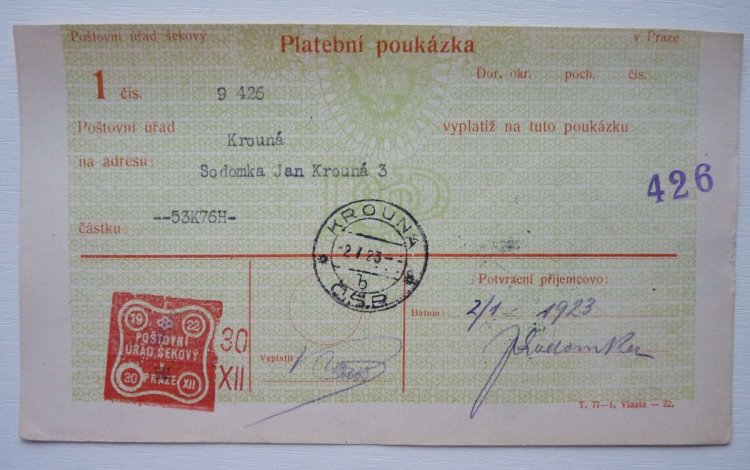 Poštovní úřad šekový
Platební poukázka
v Praze
1 čís. 9 426
Dor. okr. poch. čís.
Poštovní úřad Krouná vyplatiž na tuto poukázku
na adresu: Sodomka Jan Krouná 3
426
částku: --53K76H-
KROUNA
-2.I.23--
b
Č.S.R.
Potvrzení příjemcovo:
Datum: 2/1 1923
JSodomka
19 22
POŠTOVNÍ
ÚŘAD ŠEKOVÝ
PRAZE
30 XII
30
XII
Vyplatil
T. 77—I. Vlasta — 22.